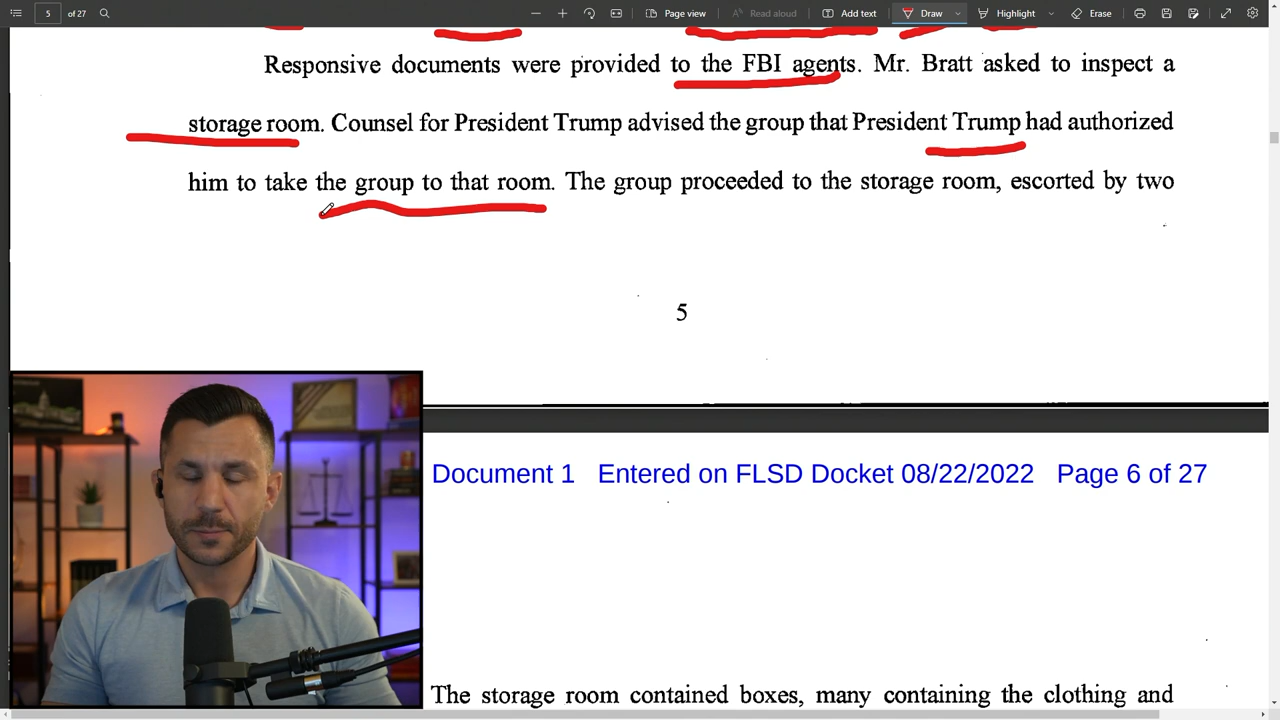 5 of 27 Page view Read aloud Add text Draw Highlight Erase
Responsive documents were provided to the FBI agents. Mr. Bratt asked to inspect a
storage room. Counsel for President Trump advised the group that President Trump had authorized
him to take the group to that room. The group proceeded to the storage room, escorted by two
5
Document 1 Entered on FLSD Docket 08/22/2022 Page 6 of 27
The storage room contained boxes, many containing the clothing and